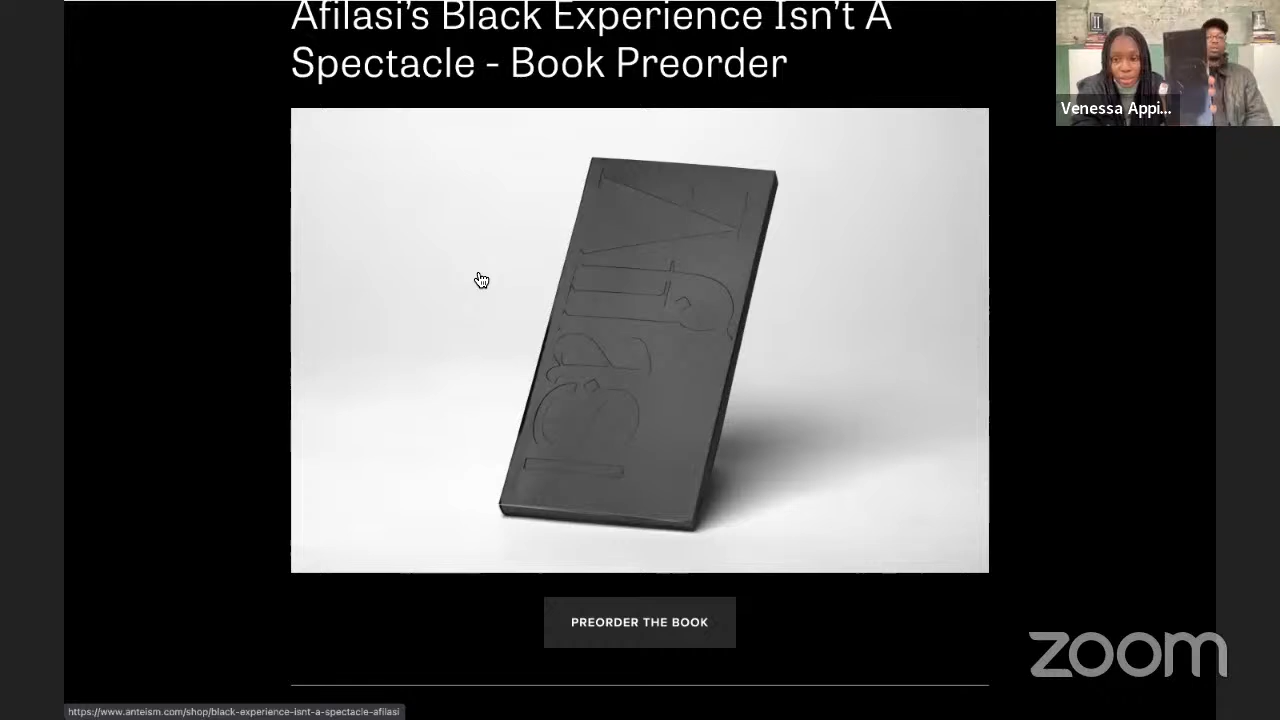 Afilasi’s Black Experience Isn’t A
Spectacle - Book Preorder
Venessa Appi...
Afilasi
PREORDER THE BOOK
zoom
https://www.anteism.com/shop/black-experience-isnt-a-spectacle-afilasi